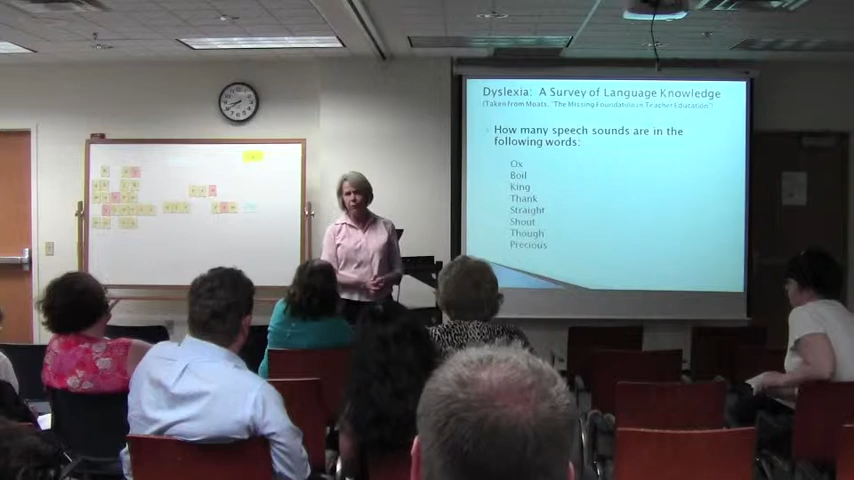 Dyslexia: A Survey of Language Knowledge
(Taken from Moats, "The Missing Foundation in Teacher Education")
How many speech sounds are in the
following words:
Ox
Boil
King
Thank
Straight
Shout
Though
Precious